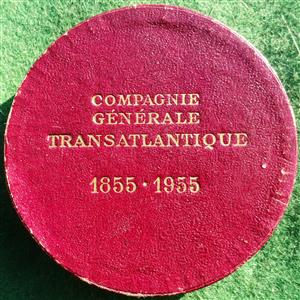 COMPAGNIE
GÉNÉRALE
TRANSATLANTIQUE
1855 · 1955